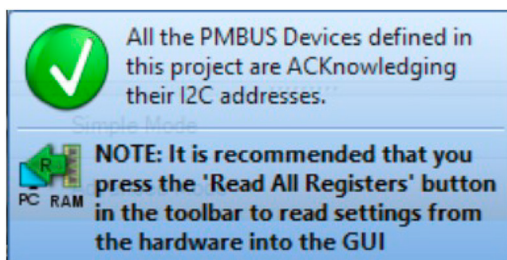 All the PMBUS Devices defined in
this project are ACKnowledging
their I2C addresses.
Simple Mode
NOTE: It is recommended that you
press the 'Read All Registers' button
in the toolbar to read settings from
the hardware into the GUI
R
PC RAM